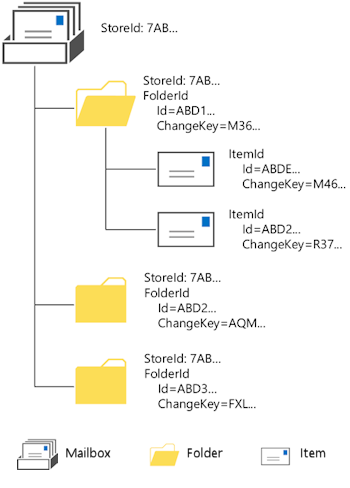 StoreId: 7AB...
StoreId: 7AB...
FolderId
Id=ABD1...
ChangeKey=M36...
ItemId
Id=ABDE...
ChangeKey=M46...
ItemId
Id=ABD2...
ChangeKey=R37...
StoreId: 7AB...
FolderId
Id=ABD2...
ChangeKey=AQM...
StoreId: 7AB...
FolderId
Id=ABD3...
ChangeKey=FXL...
Mailbox Folder Item